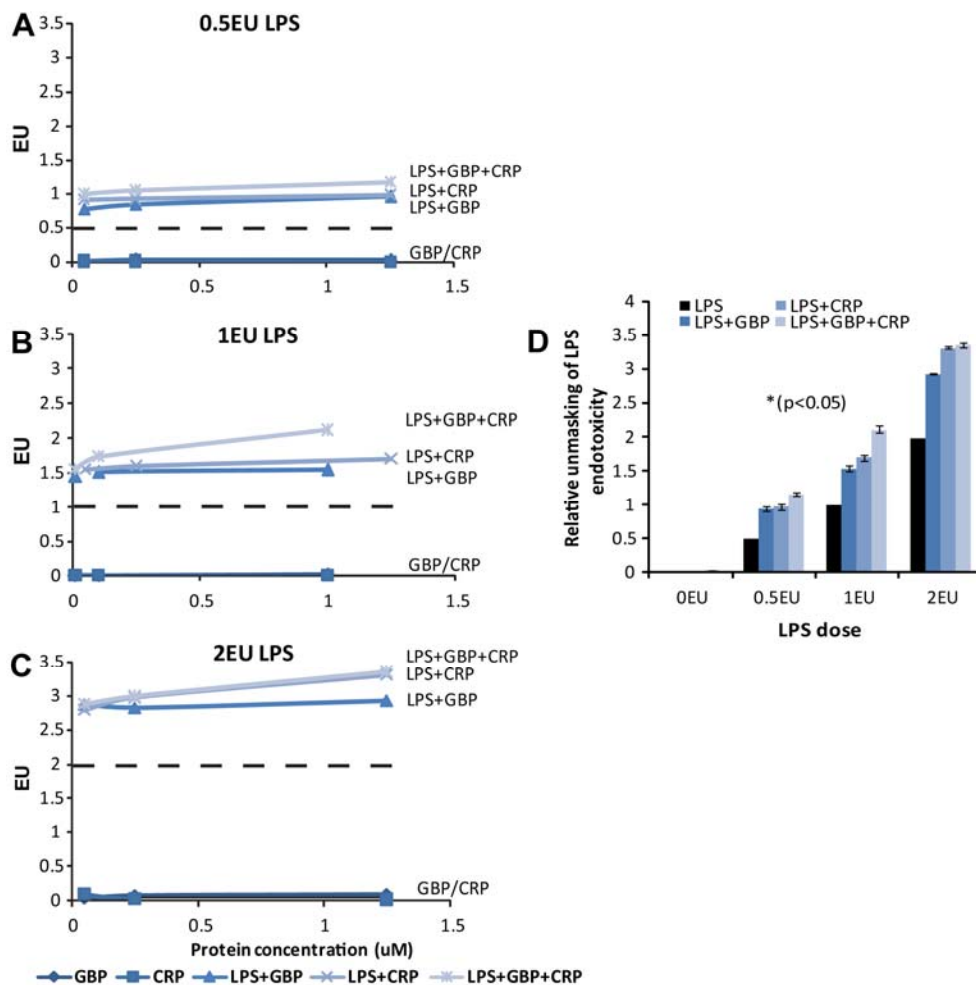 A
0.5EU LPS
3.5
3
2.5
2
1.5
1
0.5
0
EU
LPS+GBP+CRP
LPS+CRP
LPS+GBP
GBP/CRP
0 0.5 1 1.5
B
1EU LPS
3.5
3
2.5
2
1.5
1
0.5
0
EU
LPS+GBP+CRP
LPS+CRP
LPS+GBP
GBP/CRP
0 0.5 1 1.5
C
2EU LPS
3.5
3
2.5
2
1.5
1
0.5
0
EU
LPS+GBP+CRP
LPS+CRP
LPS+GBP
GBP/CRP
0 0.5 1 1.5
Protein concentration (uM)
GBP CRP LPS+GBP LPS+CRP LPS+GBP+CRP
D
4
3.5
3
2.5
2
1.5
1
0.5
0
Relative unmasking of LPS
endotoxicity
LPS LPS+CRP
LPS+GBP LPS+GBP+CRP
*(p<0.05)
0EU 0.5EU 1EU 2EU
LPS dose